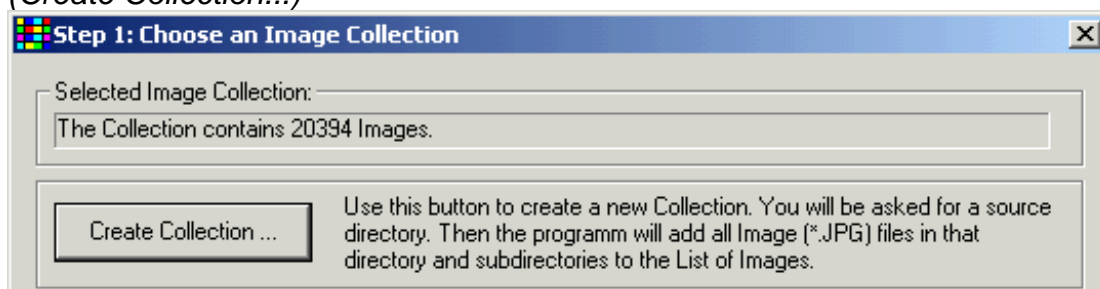 (Create Collection...)
Step 1: Choose an Image Collection
Selected Image Collection:
The Collection contains 20394 Images.
Create Collection ...
Use this button to create a new Collection. You will be asked for a source
directory. Then the programm will add all Image (*.JPG) files in that
directory and subdirectories to the List of Images.